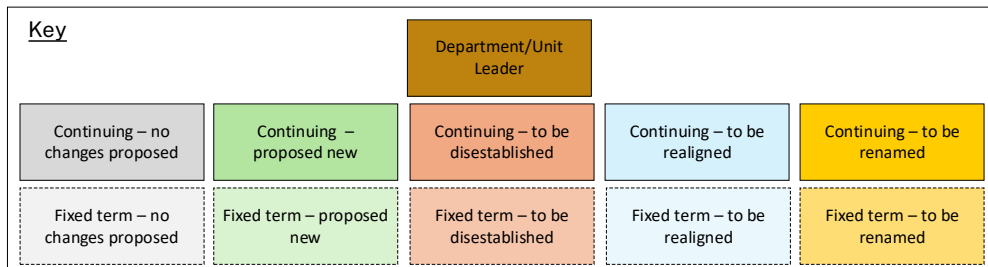 Key
Department/Unit
Leader
Continuing – no
changes proposed
Continuing –
proposed new
Continuing – to be
disestablished
Continuing – to be
realigned
Continuing – to be
renamed
Fixed term – no
changes proposed
Fixed term – proposed
new
Fixed term – to be
disestablished
Fixed term – to be
realigned
Fixed term – to be
renamed